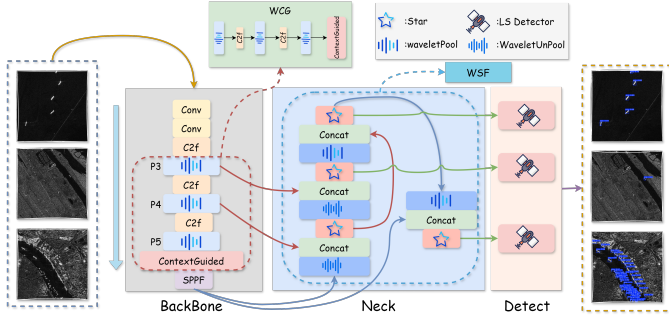 WCG
C2f
C2f
ContextGuided
:Star
:LS Detector
:waveletPool
:WaveletUnPool
WSF
Conv
Conv
C2f
P3
C2f
P4
C2f
P5
ContextGuided
SPPF
BackBone
Concat
Concat
Concat
Concat
Neck
Detect